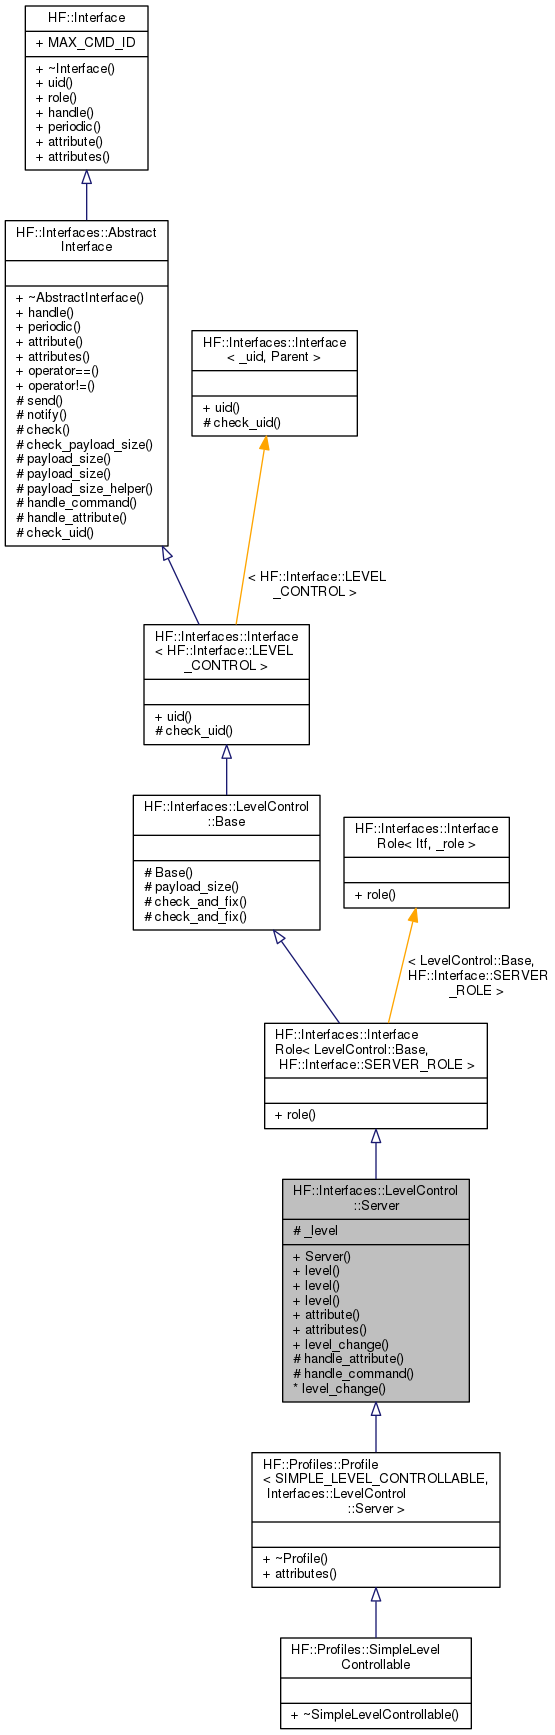 HF::Interface
+ MAX_CMD_ID
+ ~Interface()
+ uid()
+ role()
+ handle()
+ periodic()
+ attribute()
+ attributes()
HF::Interfaces::Abstract
Interface
+ ~AbstractInterface()
+ handle()
+ periodic()
+ attribute()
+ attributes()
+ operator==()
+ operator!=()
# send()
# notify()
# check()
# check_payload_size()
# payload_size()
# payload_size()
# payload_size_helper()
# handle_command()
# handle_attribute()
# check_uid()
HF::Interfaces::Interface
< _uid, Parent >
+ uid()
# check_uid()
< HF::Interface::LEVEL
_CONTROL >
HF::Interfaces::Interface
< HF::Interface::LEVEL
_CONTROL >
+ uid()
# check_uid()
HF::Interfaces::LevelControl
::Base
# Base()
# payload_size()
# check_and_fix()
# check_and_fix()
HF::Interfaces::Interface
Role< Itf, _role >
+ role()
< LevelControl::Base,
HF::Interface::SERVER
_ROLE >
HF::Interfaces::Interface
Role< LevelControl::Base,
HF::Interface::SERVER_ROLE >
+ role()
HF::Interfaces::LevelControl
::Server
# _level
+ Server()
+ level()
+ level()
+ level()
+ attribute()
+ attributes()
+ level_change()
# handle_attribute()
# handle_command()
* level_change()
HF::Profiles::Profile
< SIMPLE_LEVEL_CONTROLLABLE,
Interfaces::LevelControl
::Server >
+ ~Profile()
+ attributes()
HF::Profiles::SimpleLevel
Controllable
+ ~SimpleLevelControllable()